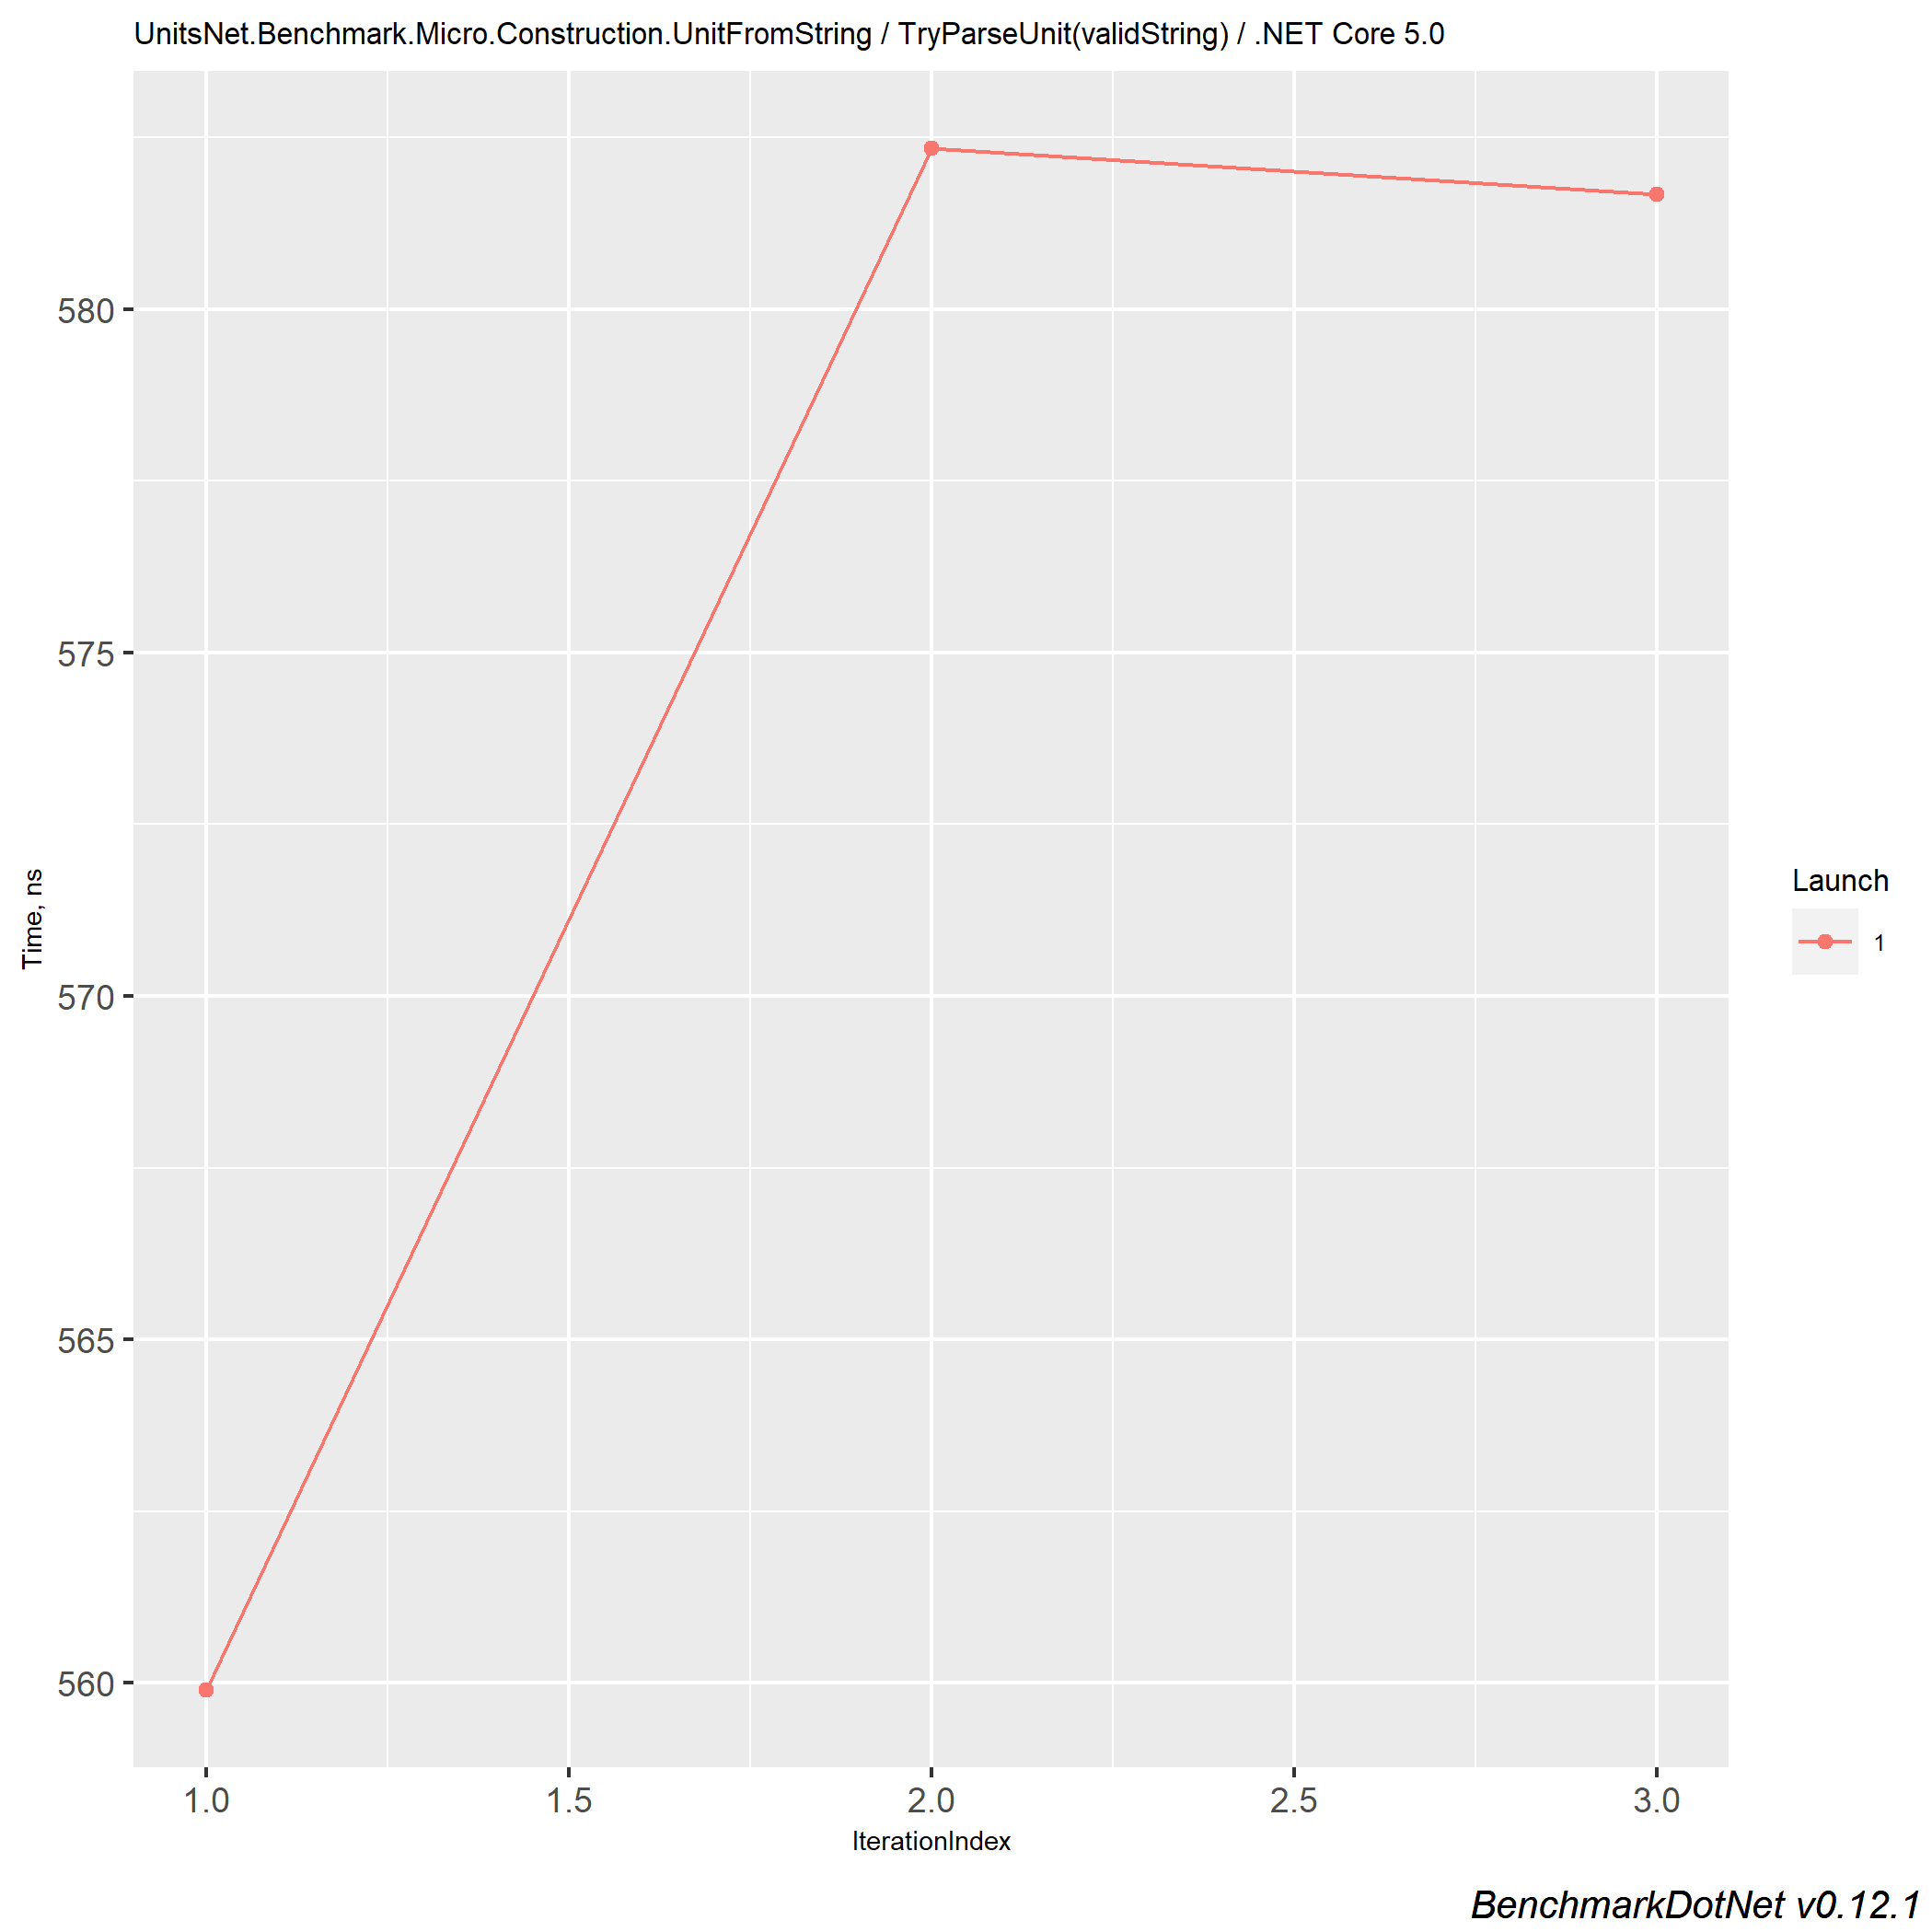 UnitsNet.Benchmark.Micro.Construction.UnitFromString / TryParseUnit(validString) / .NET Core 5.0
580
575
570
565
560
Time, ns
1.0 1.5 2.0 2.5 3.0
IterationIndex
Launch
1
BenchmarkDotNet v0.12.1